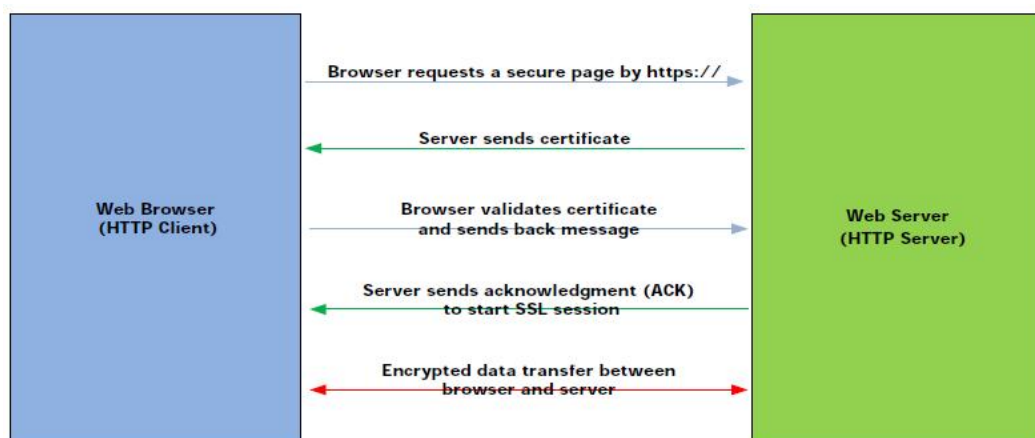 Browser requests a secure page by https://
Server sends certificate
Web Browser
(HTTP Client)
Browser validates certificate
and sends back message
Web Server
(HTTP Server)
Server sends acknowledgment (ACK)
to start SSL session
Encrypted data transfer between
browser and server